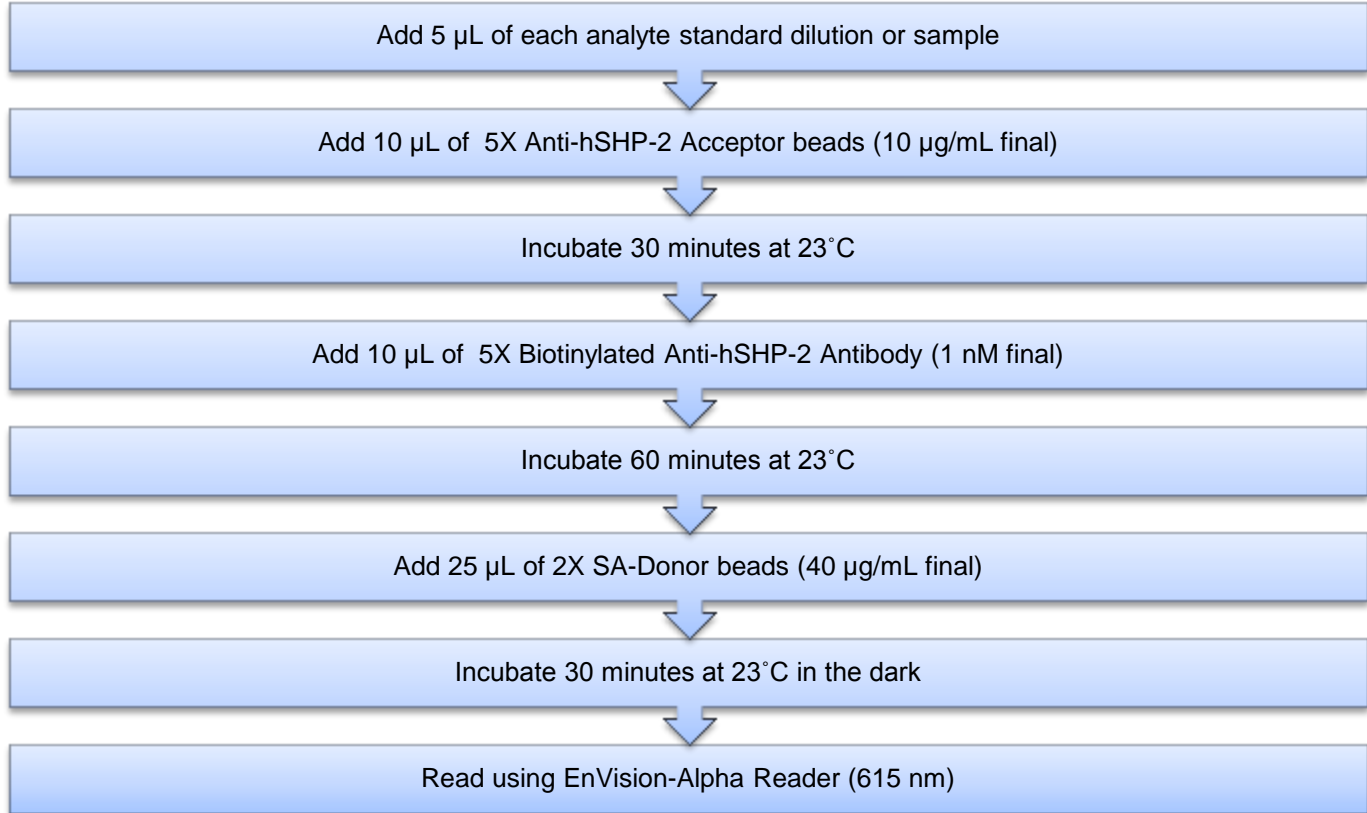 Add 5 µL of each analyte standard dilution or sample
Add 10 µL of  5X Anti-hSHP-2 Acceptor beads (10 µg/mL final)
Incubate 30 minutes at 23˚C
Add 10 µL of  5X Biotinylated Anti-hSHP-2 Antibody (1 nM final)
Incubate 60 minutes at 23˚C
Add 25 µL of 2X SA-Donor beads (40 µg/mL final)
Incubate 30 minutes at 23˚C in the dark
Read using EnVision-Alpha Reader (615 nm)